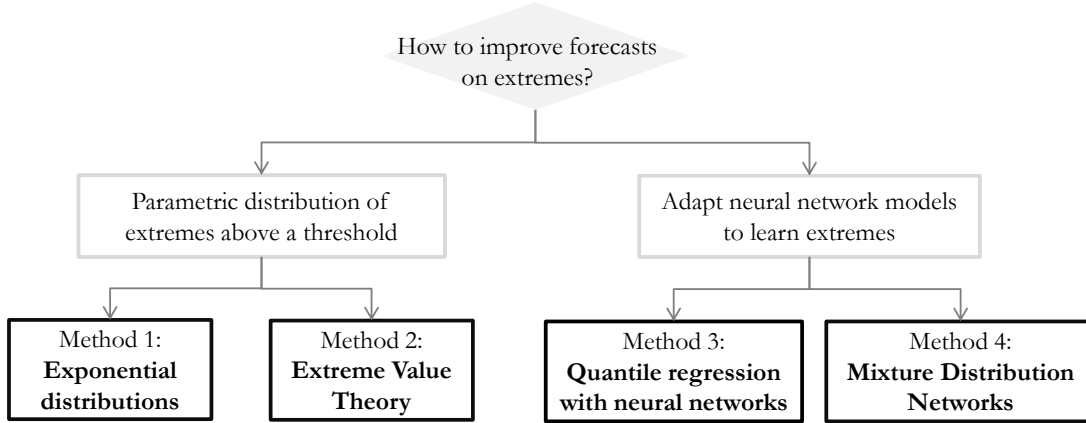 How to improve forecasts
on extremes?
Parametric distribution of
extremes above a threshold
Adapt neural network models
to learn extremes
Method 1:
Exponential
distributions
Method 2:
Extreme Value
Theory
Method 3:
Quantile regression
with neural networks
Method 4:
Mixture Distribution
Networks